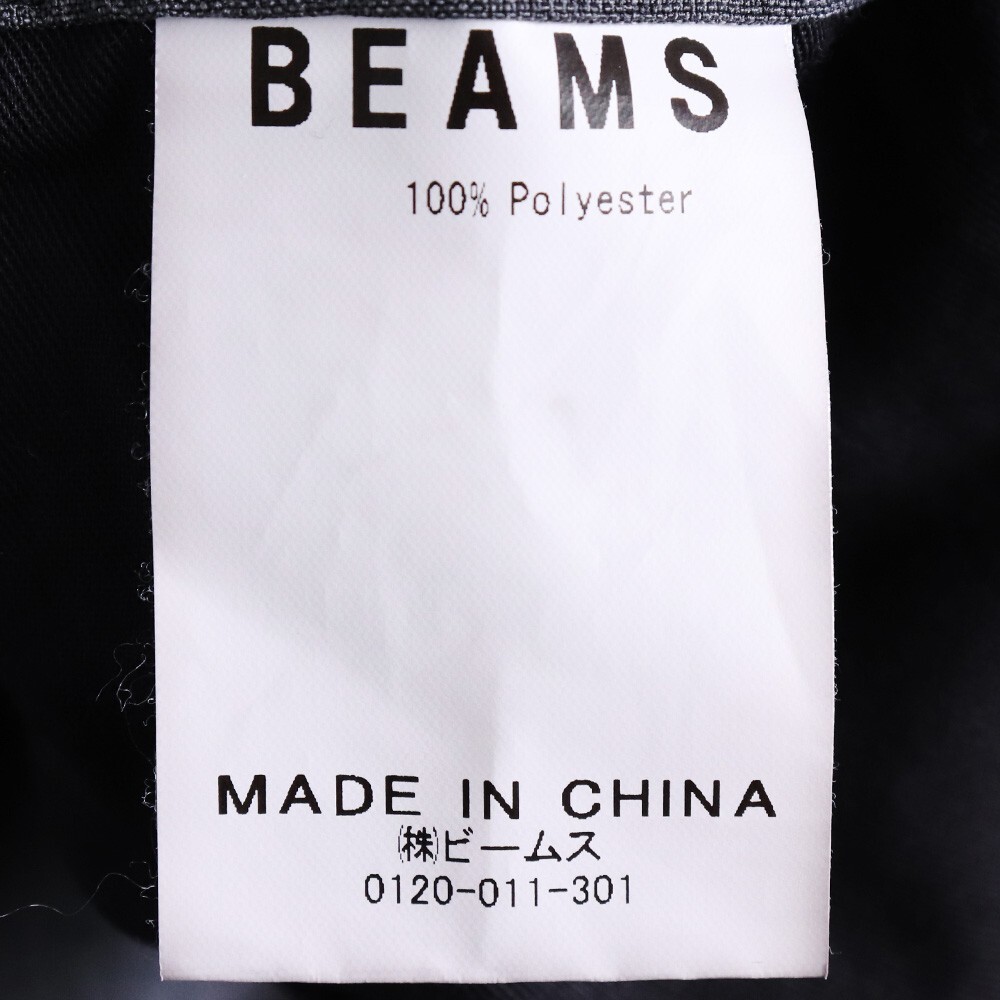 BEAMS
100% Polyester
MADE IN CHINA
㈱ビームス
0120-011-301